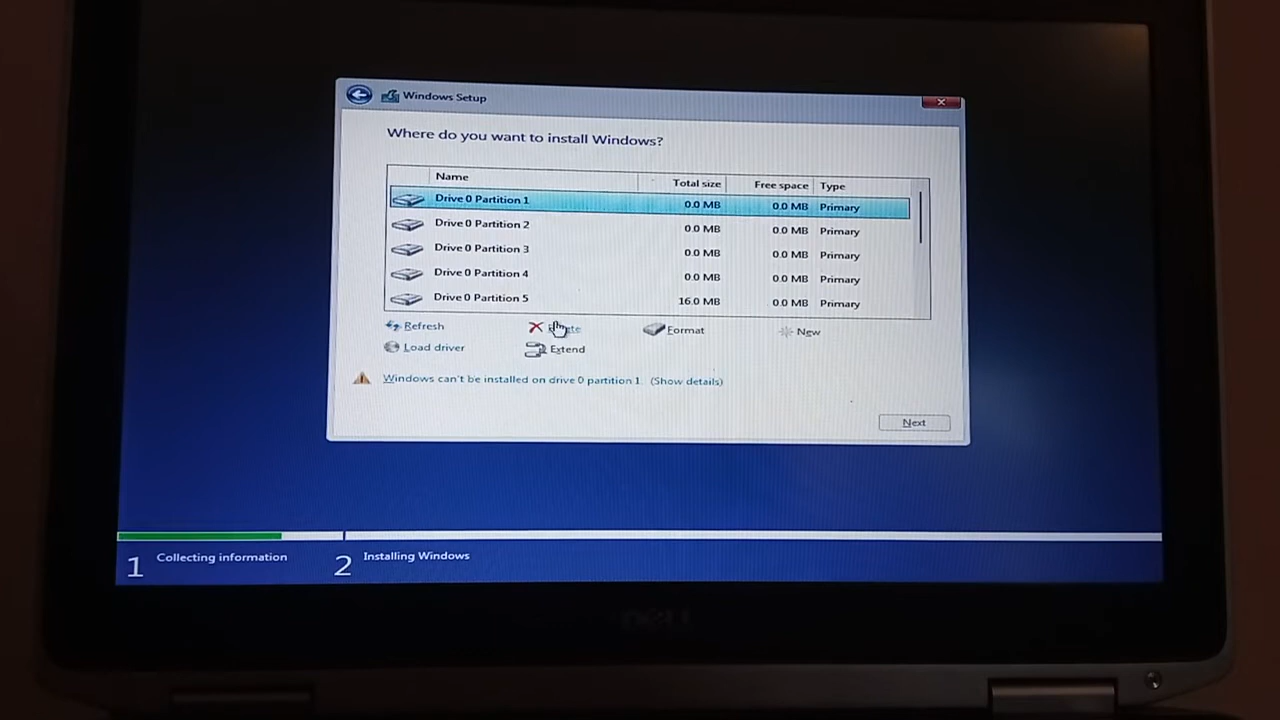 Windows Setup
Where do you want to install Windows?
Name Total size Free space Type
Drive 0 Partition 1 0.0 MB 0.0 MB Primary
Drive 0 Partition 2 0.0 MB 0.0 MB Primary
Drive 0 Partition 3 0.0 MB 0.0 MB Primary
Drive 0 Partition 4 0.0 MB 0.0 MB Primary
Drive 0 Partition 5 16.0 MB 0.0 MB Primary
Refresh Delete Format New
Load driver Extend
Windows can't be installed on drive 0 partition 1. (Show details)
Next
1 Collecting information 2 Installing Windows
DELL